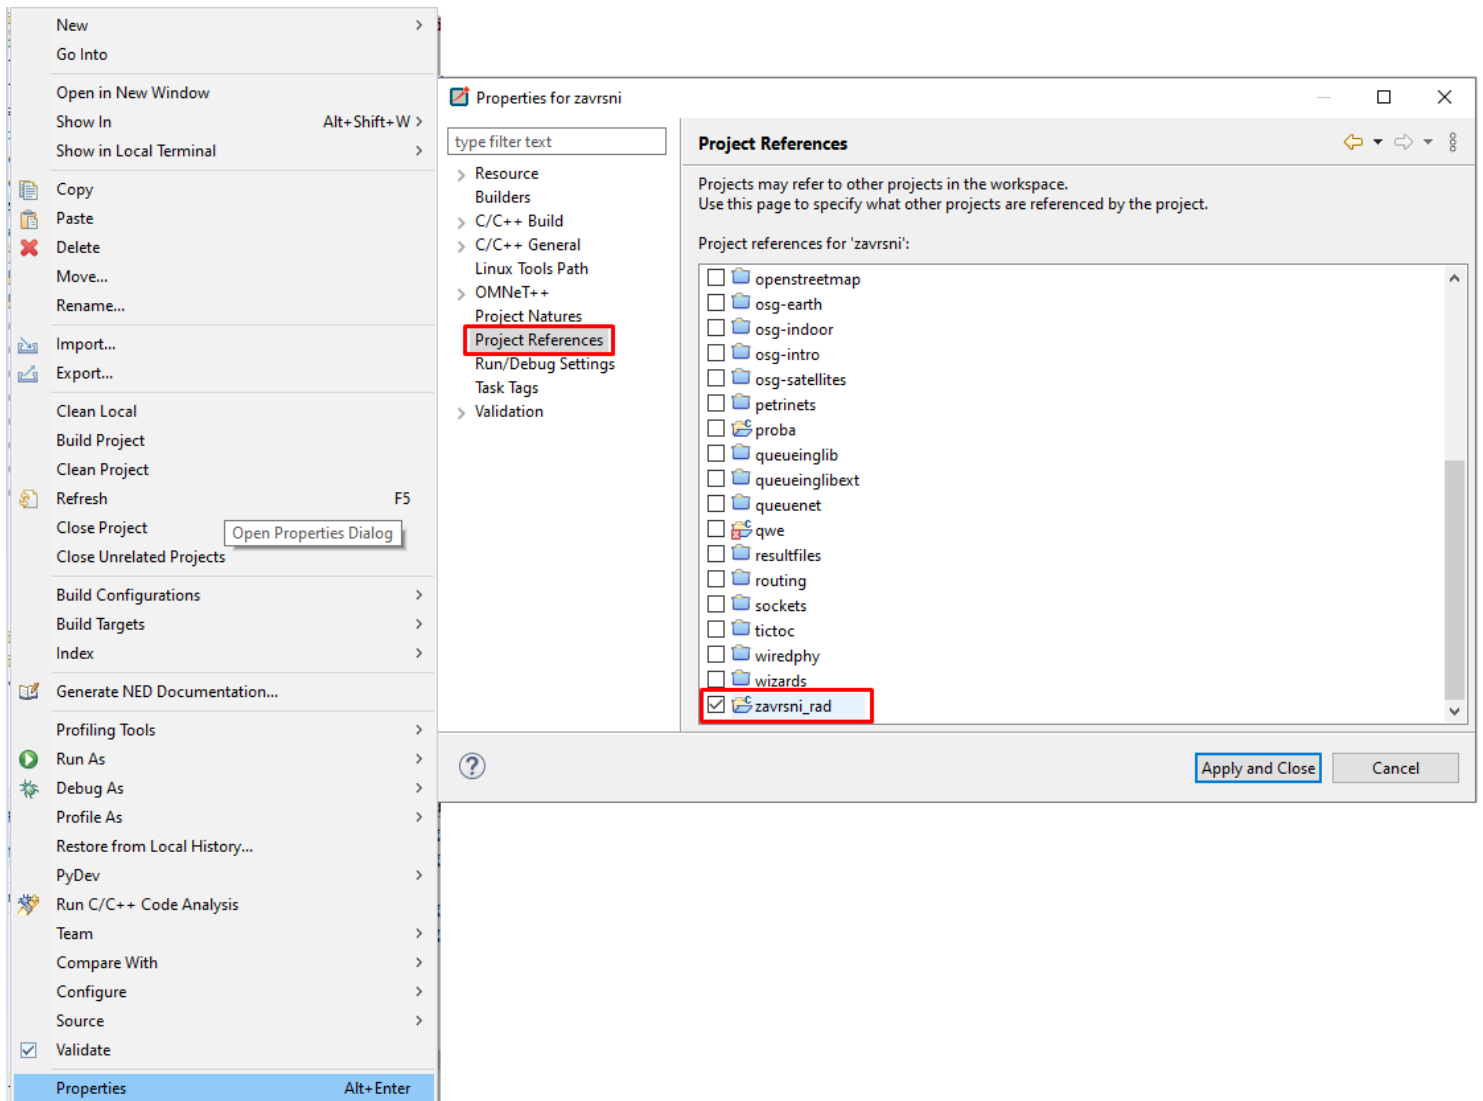 New
Go Into
Open in New Window
Show In Alt+Shift+W >
Show in Local Terminal
Copy
Paste
Delete
Move...
Rename...
Import...
Export...
Clean Local
Build Project
Clean Project
Refresh F5
Close Project
Open Properties Dialog
Close Unrelated Projects
Build Configurations
Build Targets
Index
Generate NED Documentation...
Profiling Tools
Run As
Debug As
Profile As
Restore from Local History...
PyDev
Run C/C++ Code Analysis
Team
Compare With
Configure
Source
Validate
Properties Alt+Enter
Properties for zavrsni
type filter text
Resource
Builders
C/C++ Build
C/C++ General
Linux Tools Path
OMNeT++
Project Natures
Project References
Run/Debug Settings
Task Tags
Validation
Project References
Projects may refer to other projects in the workspace.
Use this page to specify what other projects are referenced by the project.
Project references for 'zavrsni':
openstreetmap
osg-earth
osg-indoor
osg-intro
osg-satellites
petrinets
proba
queueinglib
queueinglibext
queuenet
qwe
resultfiles
routing
sockets
tictoc
wiredphy
wizards
zavrsni_rad
Apply and Close
Cancel